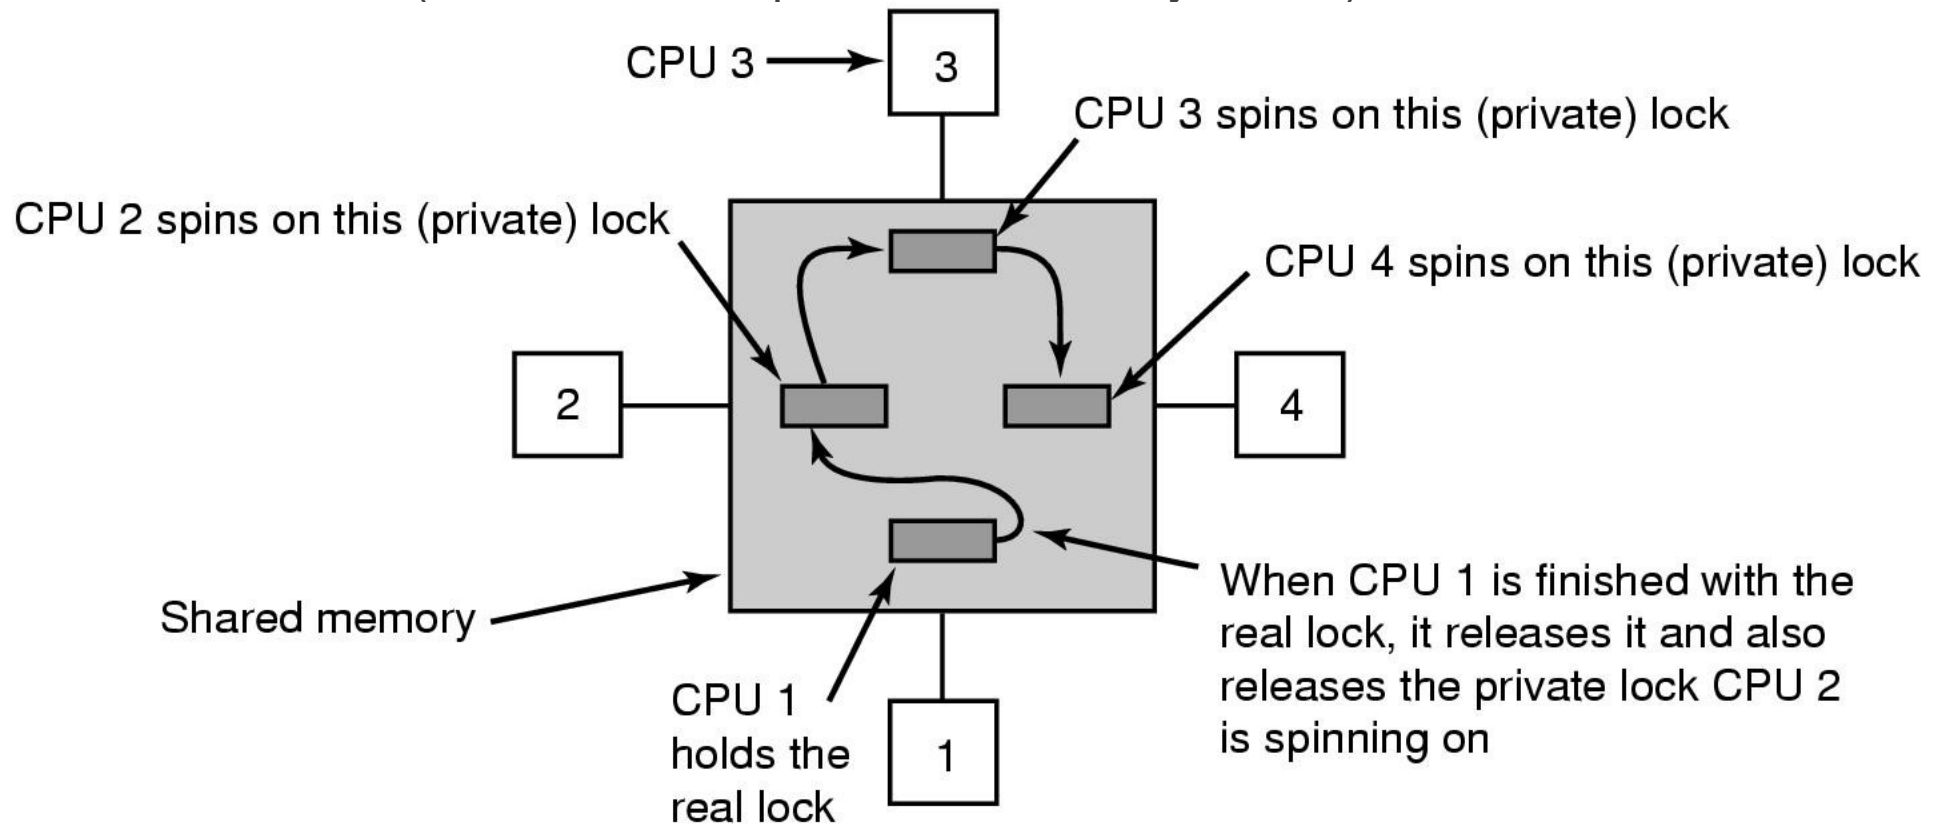 CPU 3
3
CPU 3 spins on this (private) lock
CPU 2 spins on this (private) lock
CPU 4 spins on this (private) lock
2
4
Shared memory
When CPU 1 is finished with the
real lock, it releases it and also
releases the private lock CPU 2
is spinning on
CPU 1
holds the
real lock
1